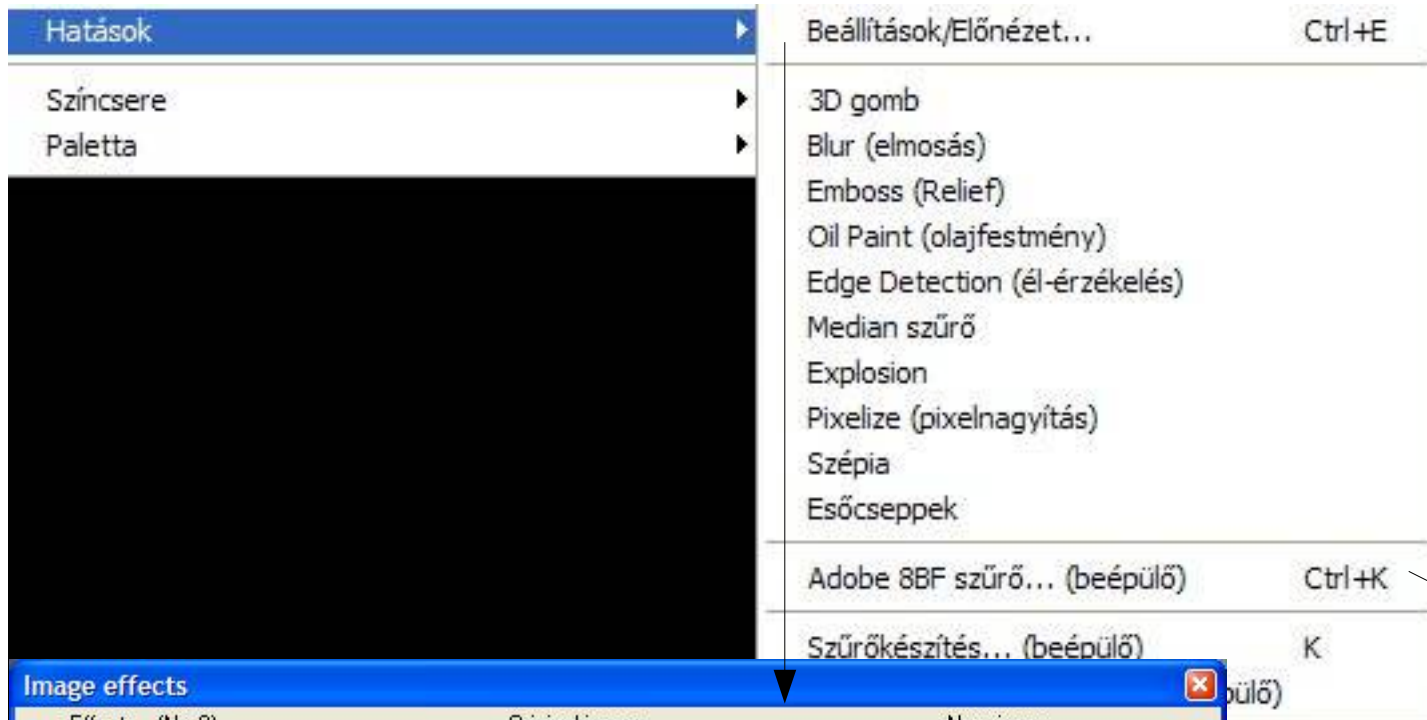 Hatások
Színcsere
Paletta
Beállítások/Előnézet... Ctrl+E
3D gomb
Blur (elmosás)
Emboss (Relief)
Oil Paint (olajfestmény)
Edge Detection (él-érzékelés)
Median szűrő
Explosion
Pixelize (pixelnagyítás)
Szépia
Esőcseppek
Adobe 8BF szűrő... (beépülő) Ctrl+K
Szűrőkészítés... (beépülő) K
Image effects